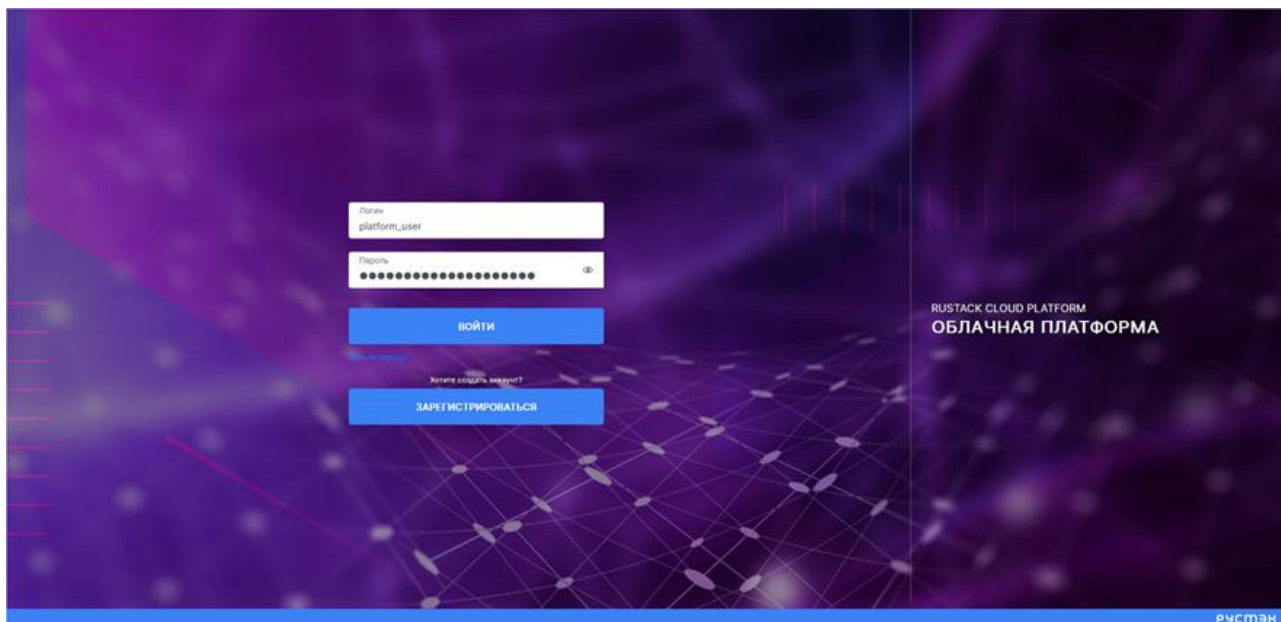 Логин
platform_user
Пароль
ВОЙТИ
Хотите создать аккаунт?
ЗАРЕГИСТРИРОВАТЬСЯ
RUSTACK CLOUD PLATFORM
ОБЛАЧНАЯ ПЛАТФОРМА
РУСТЭК